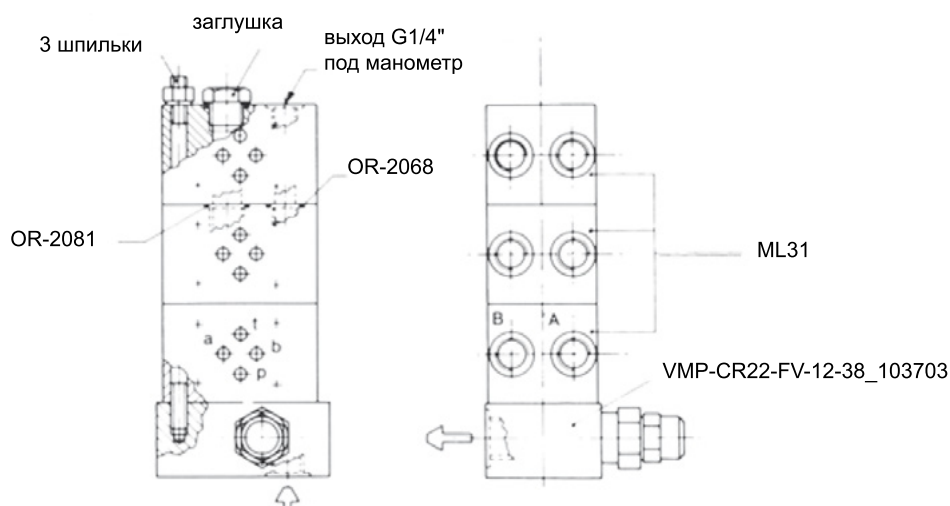 заглушка
3 шпильки
выход G1/4"
под манометр
OR-2068
OR-2081
ML31
B A
t
a b
p
VMP-CR22-FV-12-38_103703